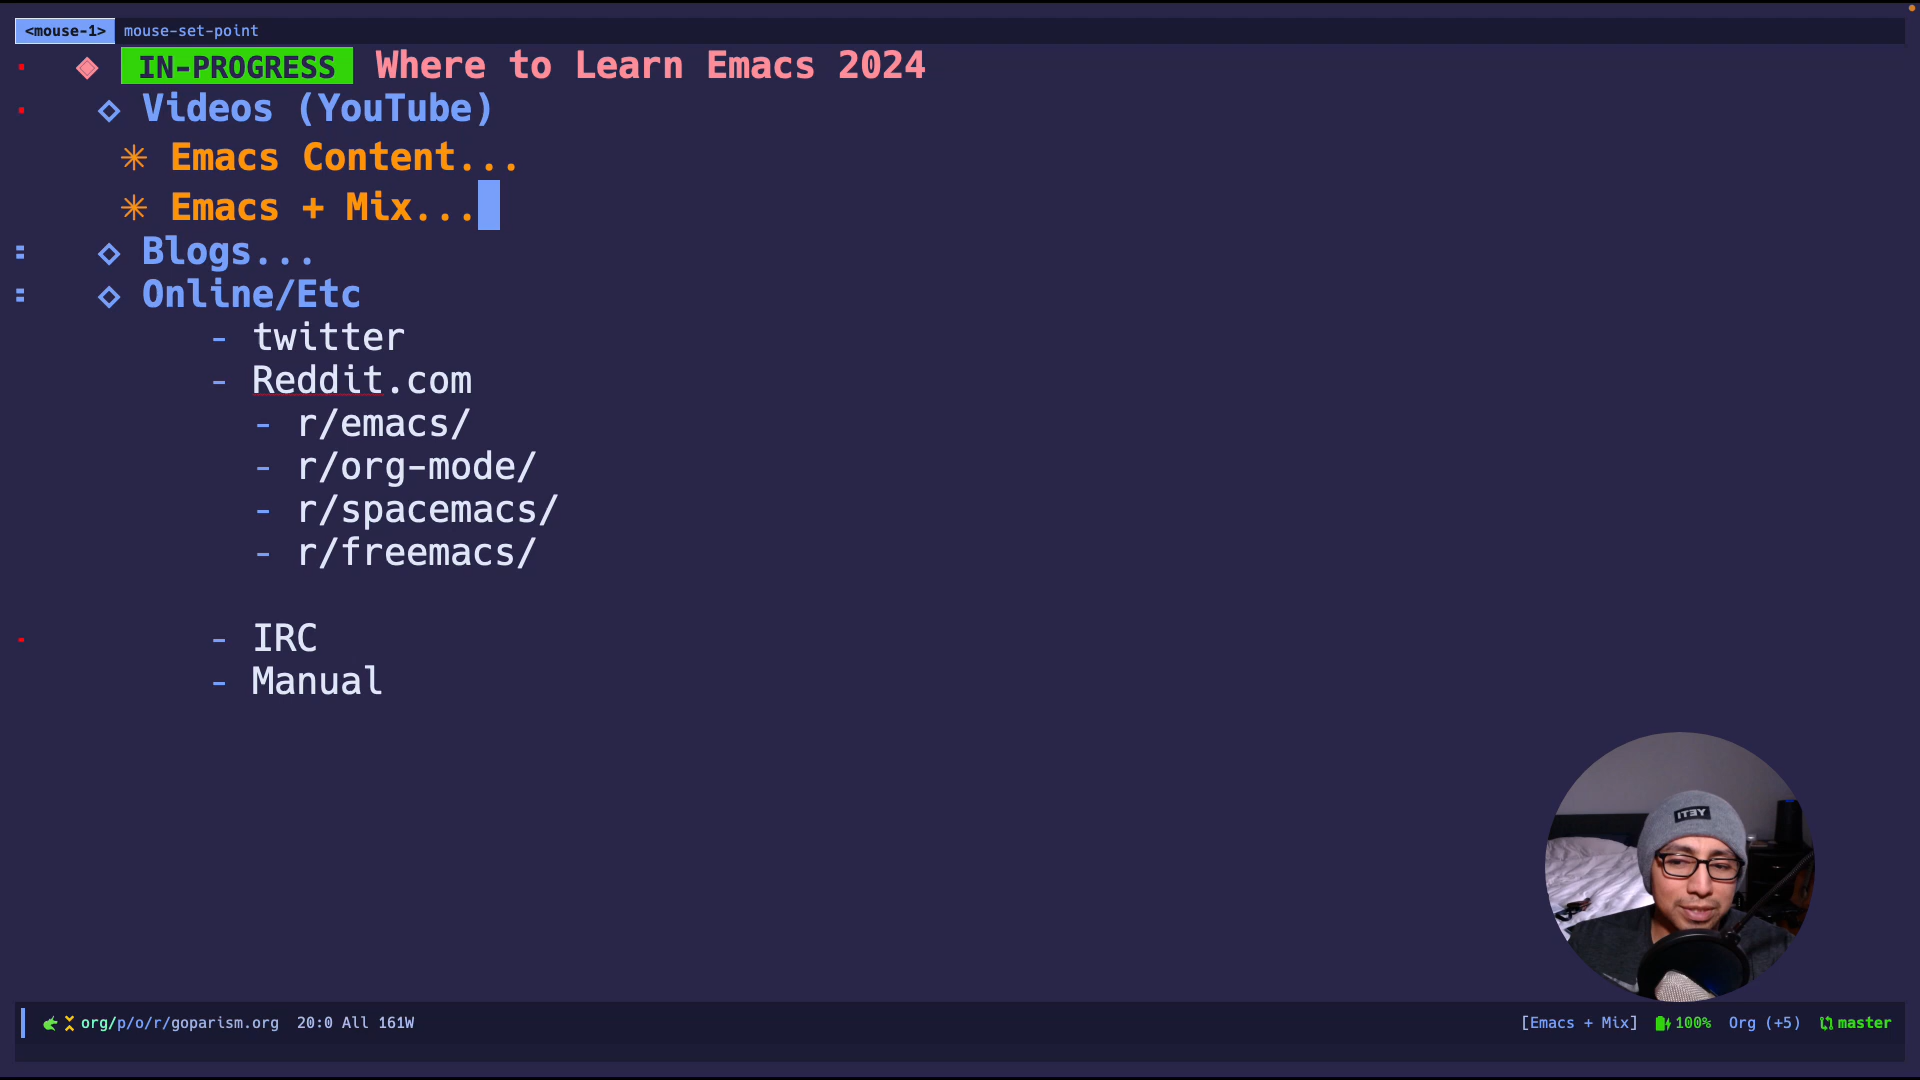 <mouse-1> mouse-set-point
IN-PROGRESS Where to Learn Emacs 2024
Videos (YouTube)
Emacs Content...
Emacs + Mix...
Blogs...
Online/Etc
- twitter
- Reddit.com
- r/emacs/
- r/org-mode/
- r/spacemacs/
- r/freemacs/
- IRC
- Manual
YETI
org/p/o/r/goparism.org 20:0 All 161W [Emacs + Mix] 100% Org (+5) master